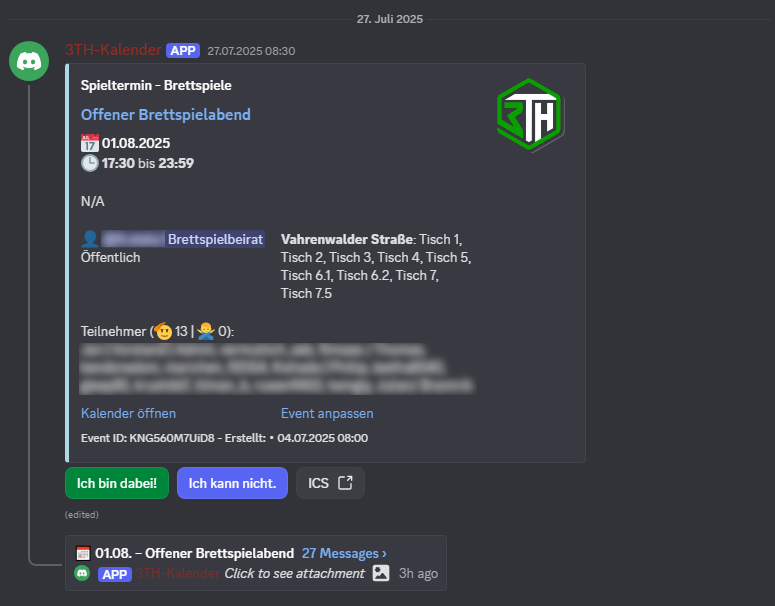 27. Juli 2025
3TH-Kalender APP 27.07.2025 08:30
Spieltermin - Brettspiele
3TH
Offener Brettspielabend
JUL 17 01.08.2025
17:30 bis 23:59
N/A
Brettspielbeirat
Öffentlich
Vahrenwalder Straße: Tisch 1,
Tisch 2, Tisch 3, Tisch 4, Tisch 5,
Tisch 6.1, Tisch 6.2, Tisch 7,
Tisch 7.5
Teilnehmer (13 | 0):
Kalender öffnen
Event anpassen
Event ID: KNG560M7UiD8 - Erstellt: • 04.07.2025 08:00
Ich bin dabei!
Ich kann nicht.
ICS
(edited)
01.08. – Offener Brettspielabend 27 Messages ›
APP 3TH-Kalender Click to see attachment 3h ago